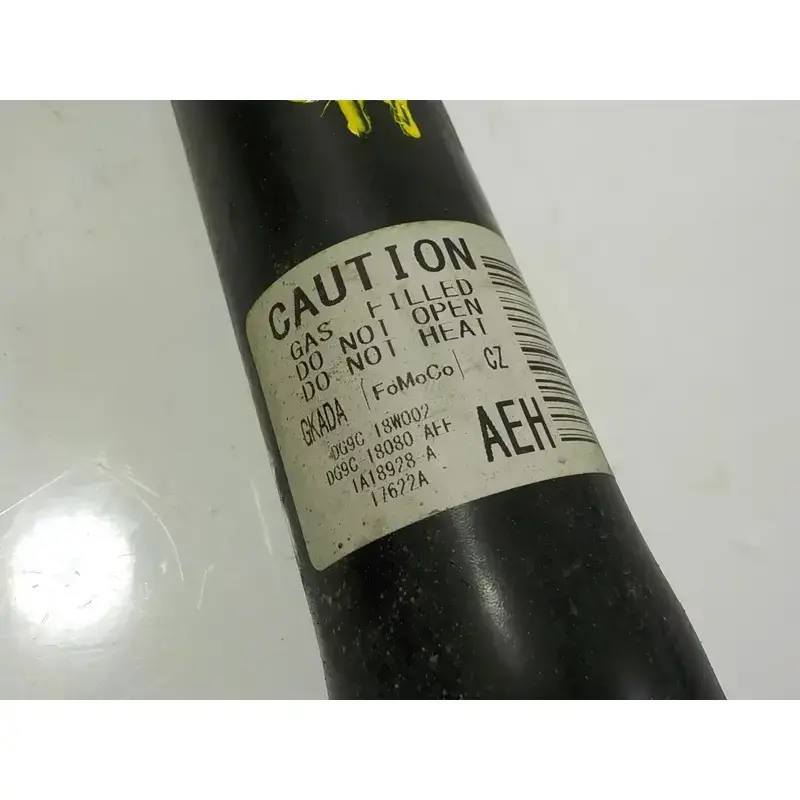 CAUTION
GAS FILLED
DO NOT OPEN
DO NOT HEAT
GKADA (FoMoCo) CZ
DG9C 18W002
DG9C 18080 AFF
1A18928-A
17622A
AEH